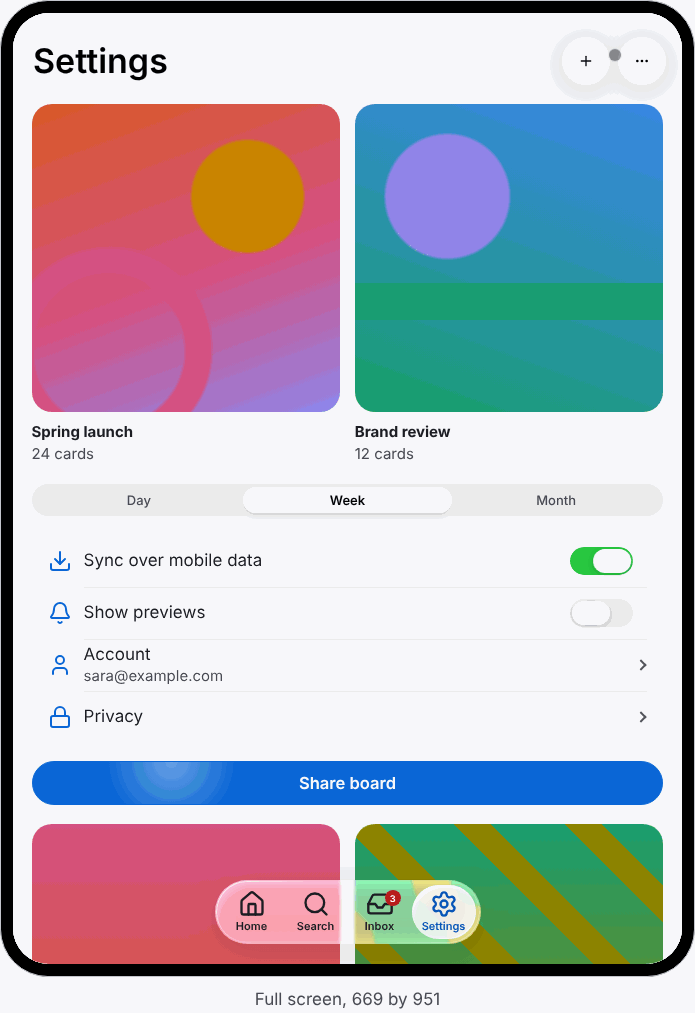 Settings
Spring launch
24 cards
Brand review
12 cards
Day Week Month
Sync over mobile data
Show previews
Account
sara@example.com
Privacy
Share board
3
Home Search Inbox Settings
Full screen, 669 by 951